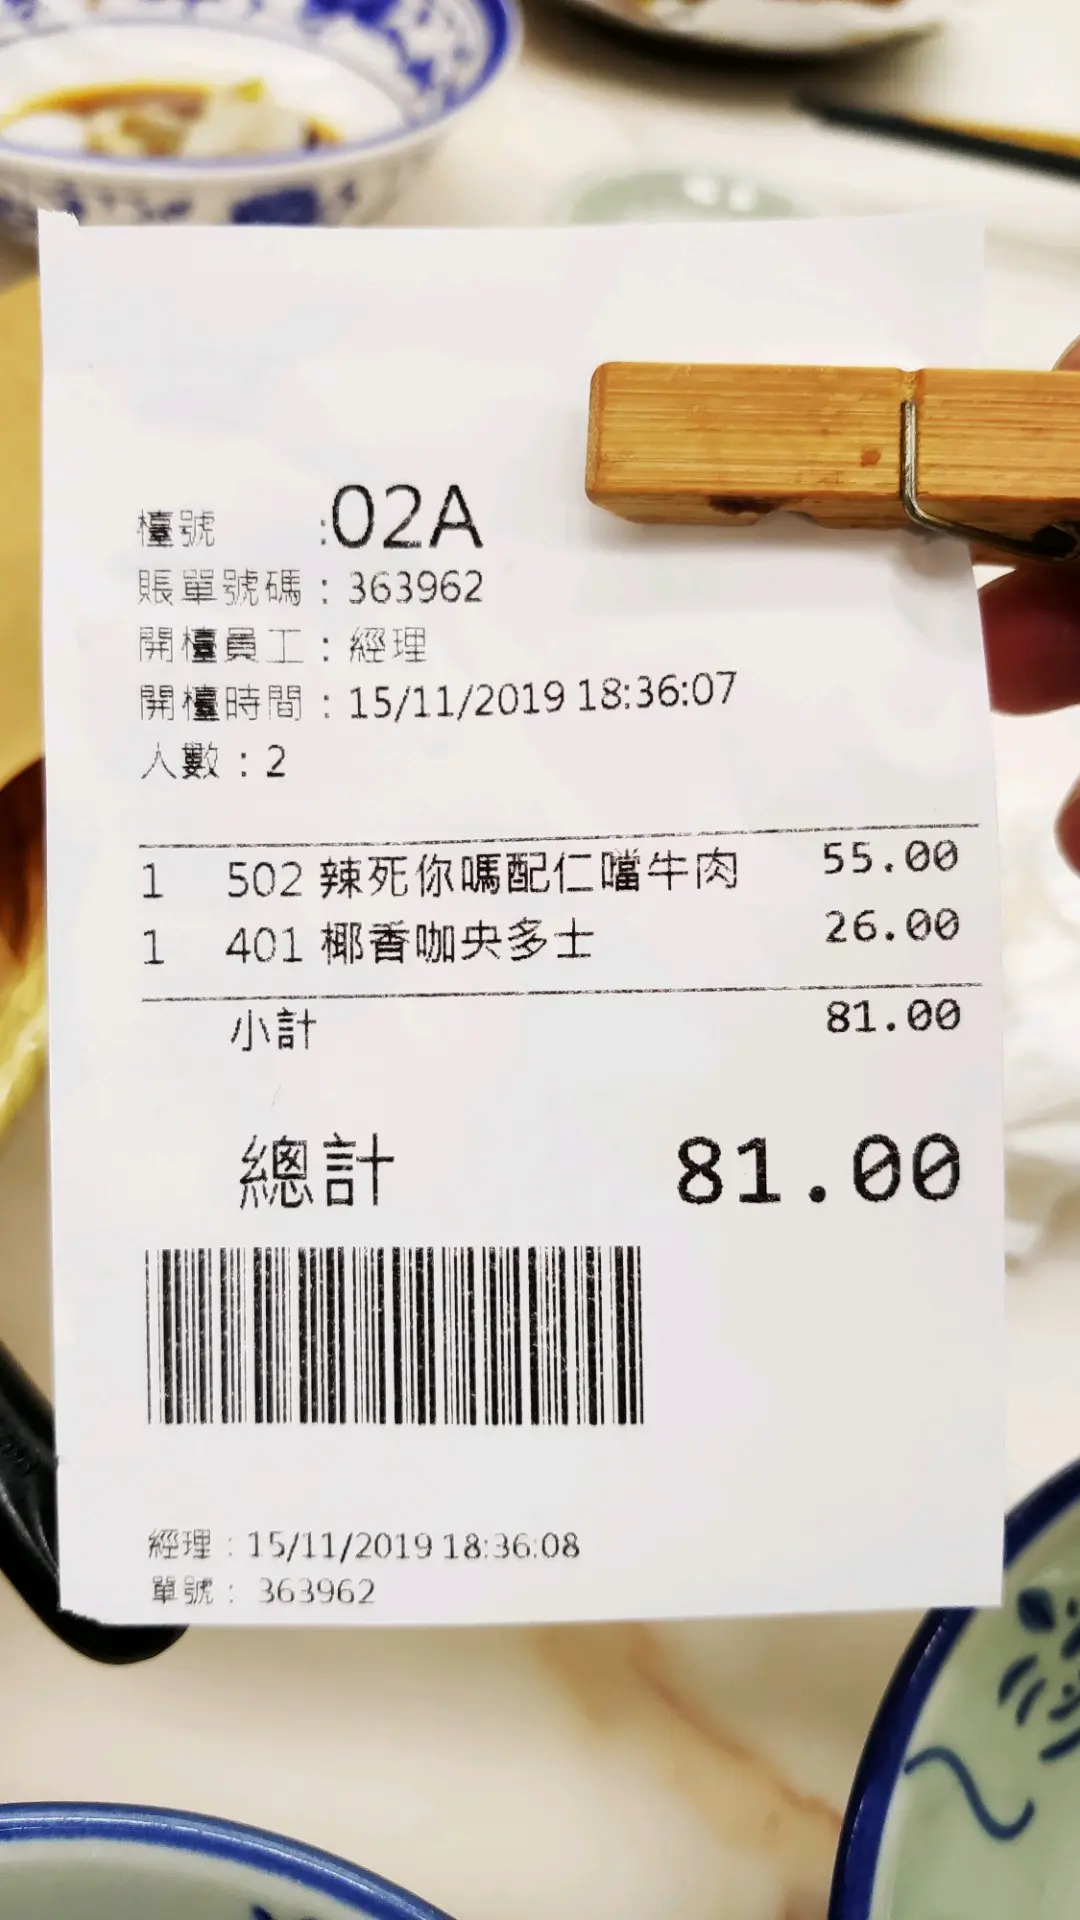 檯號 :02A
賬單號碼 : 363962
開檯員工 : 經理
開檯時間 : 15/11/2019 18:36:07
人數 : 2
1 502 辣死你嗎配仁噹牛肉 55.00
1 401 椰香咖央多士 26.00
小計 81.00
總計 81.00
經理 : 15/11/2019 18:36:08
單號 : 363962